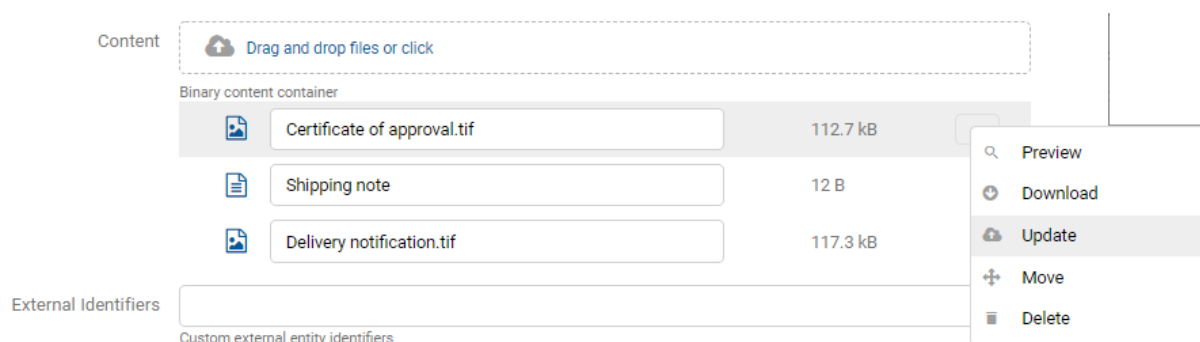 Content
Drag and drop files or click
Binary content container
Certificate of approval.tif 112.7 kB
Preview
Shipping note 12 B
Download
Delivery notification.tif 117.3 kB
Update
Move
External Identifiers
Delete
Custom external entity identifiers